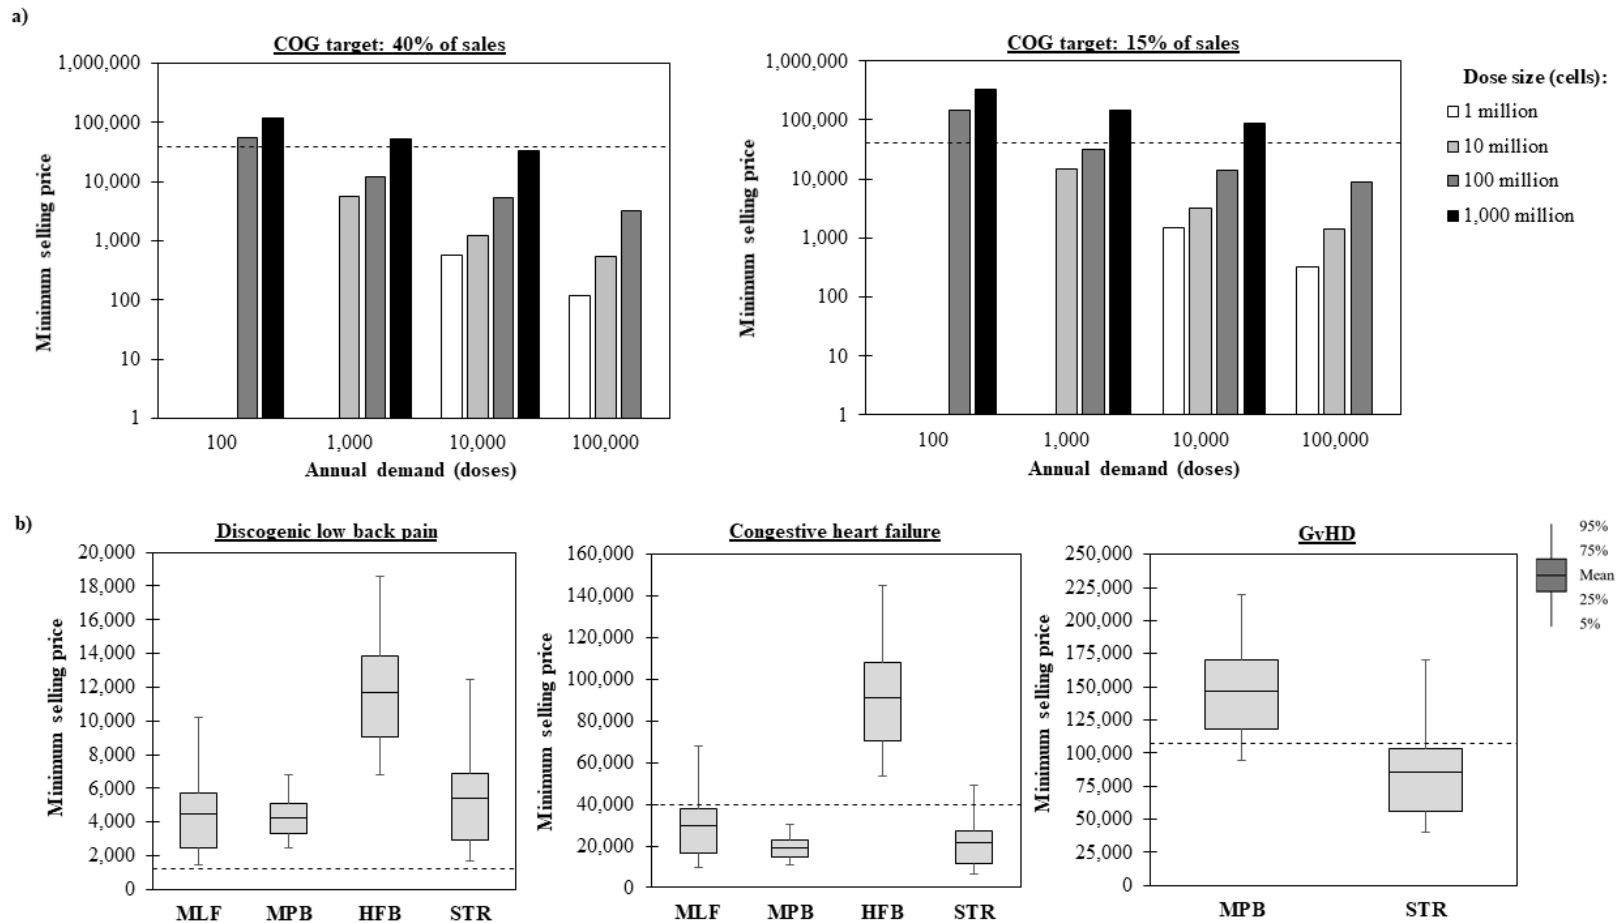 a)
COG target: 40% of sales
1,000,000
100,000
10,000
1,000
100
10
1
Minimum selling price
100
1,000
10,000
100,000
Annual demand (doses)
COG target: 15% of sales
1,000,000
100,000
10,000
1,000
100
10
1
Minimum selling price
100
1,000
10,000
100,000
Annual demand (doses)
Dose size (cells):
1 million
10 million
100 million
1,000 million
b)
Discogenic low back pain
20,000
18,000
16,000
14,000
12,000
10,000
8,000
6,000
4,000
2,000
0
Minimum selling price
MLF
MPB
HFB
STR
Congestive heart failure
160,000
140,000
120,000
100,000
80,000
60,000
40,000
20,000
0
Minimum selling price
MLF
MPB
HFB
STR
GvHD
250,000
225,000
200,000
175,000
150,000
125,000
100,000
75,000
50,000
25,000
0
Minimum selling price
MPB
STR
95%
75%
Mean
25%
5%